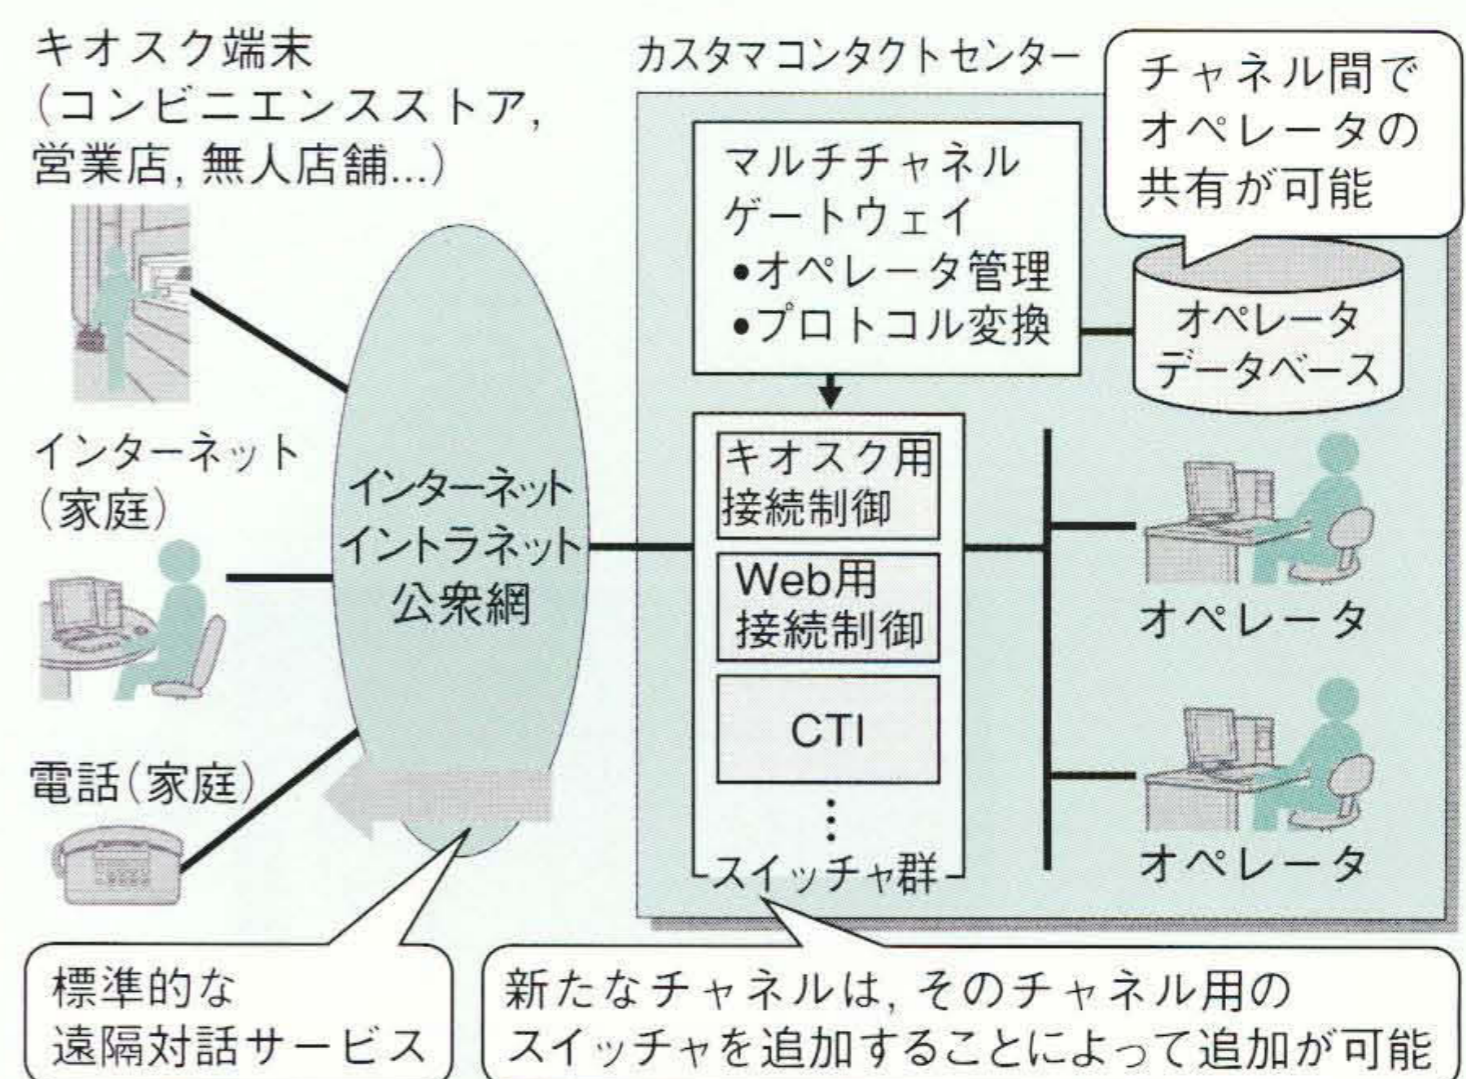 キオスク端末
(コンビニエンスストア,
営業店, 無人店舗...)
カスタマコンタクトセンター
チャネル間で
オペレータの
共有が可能
マルチチャネル
ゲートウェイ
•オペレータ管理
•プロトコル変換
オペレータ
データベース
インターネット
(家庭)
インターネット
イントラネット
公衆網
キオスク用
接続制御
Web用
接続制御
CTI
⋮
スイッチャ群
オペレータ
オペレータ
電話(家庭)
標準的な
遠隔対話サービス
新たなチャネルは, そのチャネル用の
スイッチャを追加することによって追加が可能